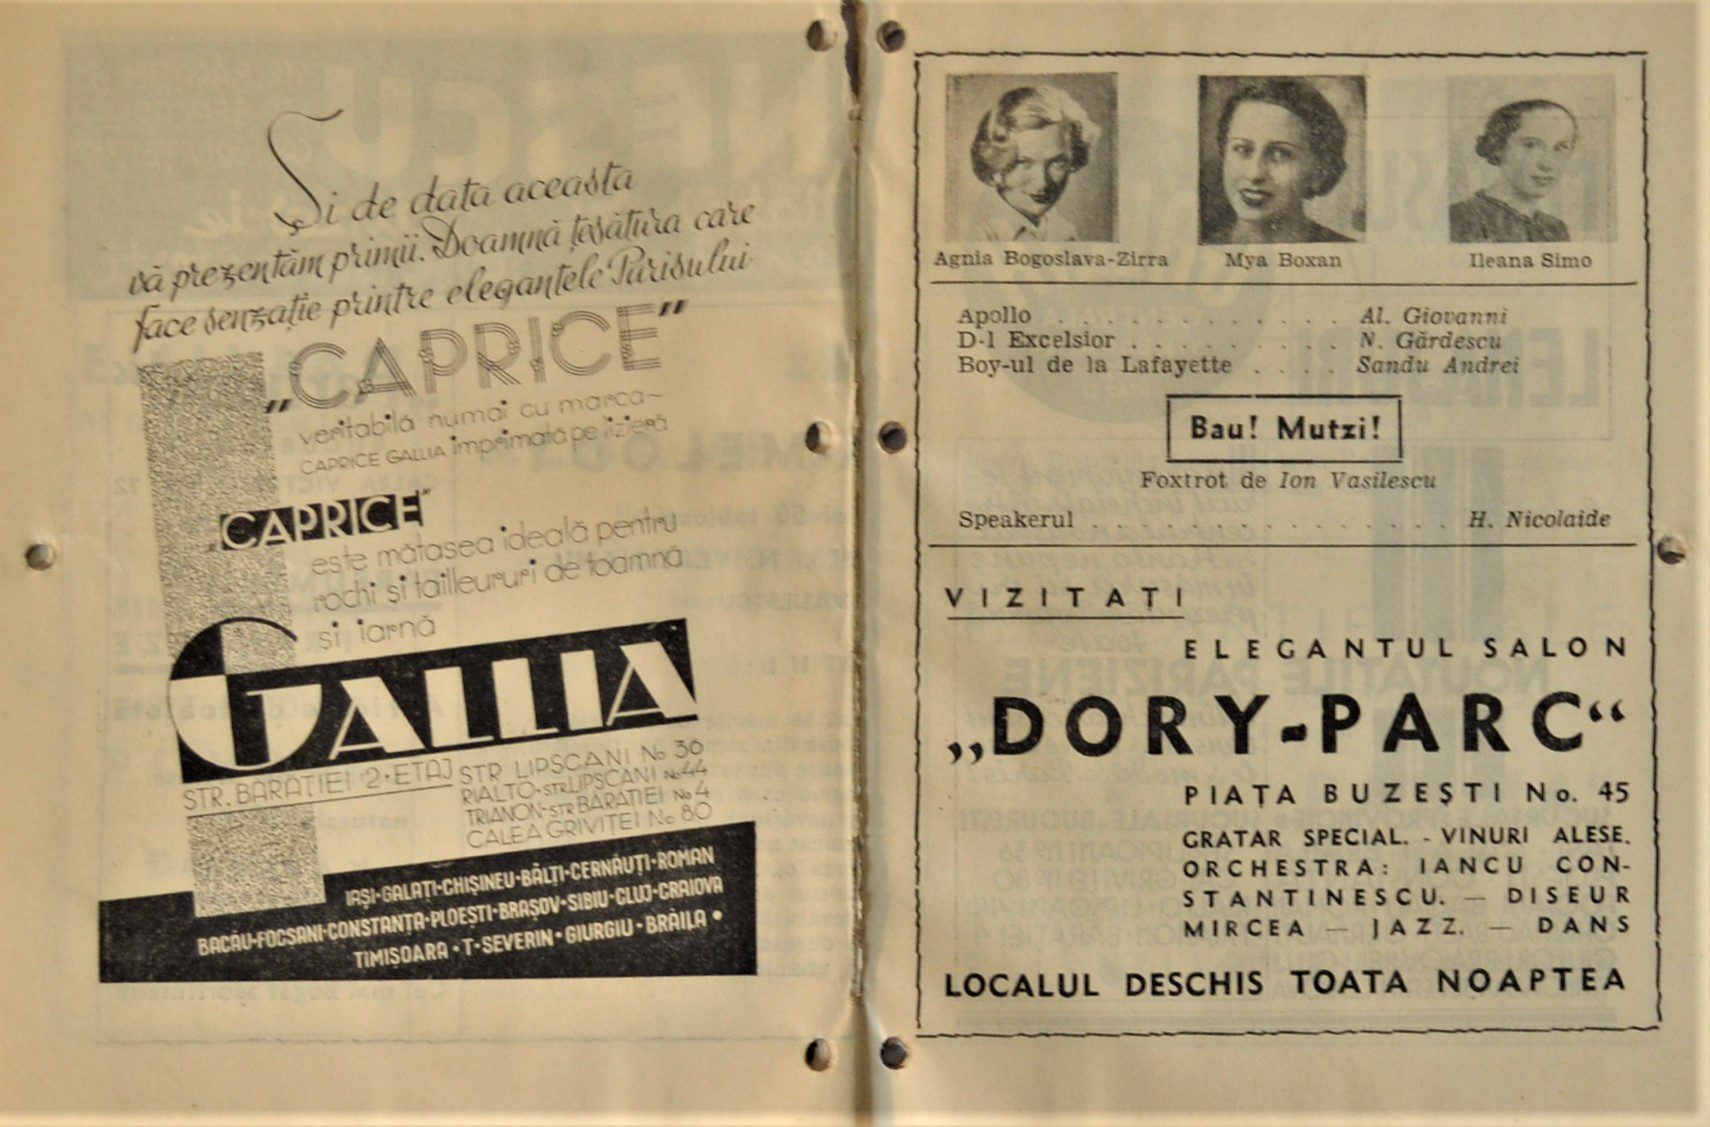 Și de data aceasta
vă prezentăm primii. Doamnă țesătura care
face senzație printre elegantele Parisului
„CAPRICE”
veritabilă numai cu marca-
CAPRICE GALLIA imprimată pe lizieră
„CAPRICE”
este mătasea ideală pentru
rochi și tailleururi de toamnă
și iarnă
GALLIA
STR. BĂRAȚIEI 2 · ETAJ
STR LIPSCANI No 36
RIALTO-STR LIPSCANI No 44
TRIANON-STR BĂRĂȚIEI No 4
CALEA GRIVIȚEI No 80
IAȘI-GALAȚI-CHIȘINEU-BĂLȚI-CERNĂUȚI-ROMAN
BACĂU-FOCSANI-CONSTANȚA-PLOEȘTI-BRAȘOV-SIBIU-CLUJ-CRAIOVA
TIMIȘOARA · T-SEVERIN-GIURGIU-BRĂILA •
Agnia Bogoslava-Zirra Mya Boxan Ileana Simo
Apollo . . . . . . . . . . . . Al. Giovanni
D-l Excelsior . . . . . . . . . N. Gărdescu
Boy-ul de la Lafayette . . . . Sandu Andrei
Bau! Mutzi!
Foxtrot de Ion Vasilescu
Speakerul . . . . . . . . . . . . . . . H. Nicolaide
VIZITAȚI
ELEGANTUL SALON
„DORY-PARC“
PIAȚA BUZEȘTI No. 45
GRATAR SPECIAL. - VINURI ALESE.
ORCHESTRA: IANCU CON-
STANTINESCU. — DISEUR
MIRCEA — JAZZ. — DANS
LOCALUL DESCHIS TOATA NOAPTEA